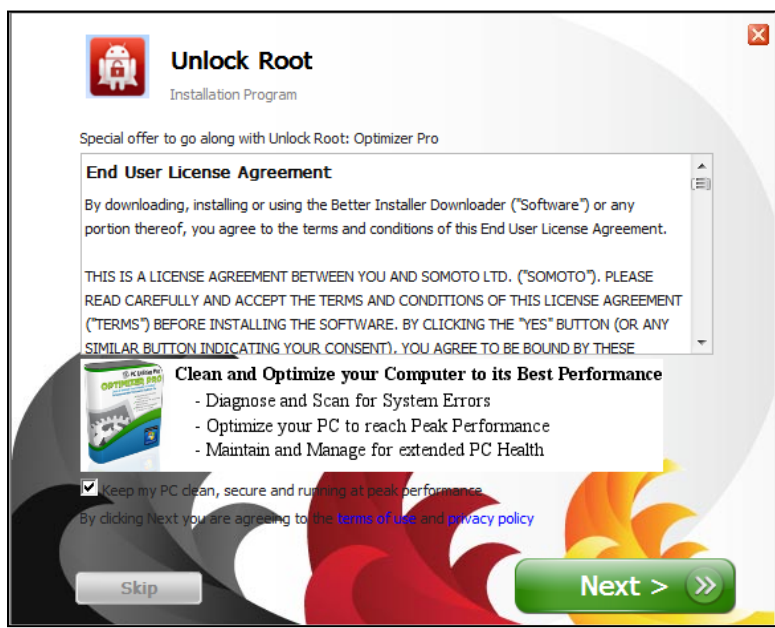 Unlock Root
Installation Program
Special offer to go along with Unlock Root: Optimizer Pro
End User License Agreement
By downloading, installing or using the Better Installer Downloader ("Software") or any
portion thereof, you agree to the terms and conditions of this End User License Agreement.
THIS IS A LICENSE AGREEMENT BETWEEN YOU AND SOMOTO LTD. ("SOMOTO"). PLEASE
READ CAREFULLY AND ACCEPT THE TERMS AND CONDITIONS OF THIS LICENSE AGREEMENT
("TERMS") BEFORE INSTALLING THE SOFTWARE. BY CLICKING THE "YES" BUTTON (OR ANY
SIMILAR BUTTON INDICATING YOUR CONSENT), YOU AGREE TO BE BOUND BY THESE
OPTIMIZER PRO
Clean and Optimize your Computer to its Best Performance
- Diagnose and Scan for System Errors
- Optimize your PC to reach Peak Performance
- Maintain and Manage for extended PC Health
Keep my PC clean, secure and running at peak performance
By clicking Next you are agreeing to the terms of use and privacy policy
Skip
Next >